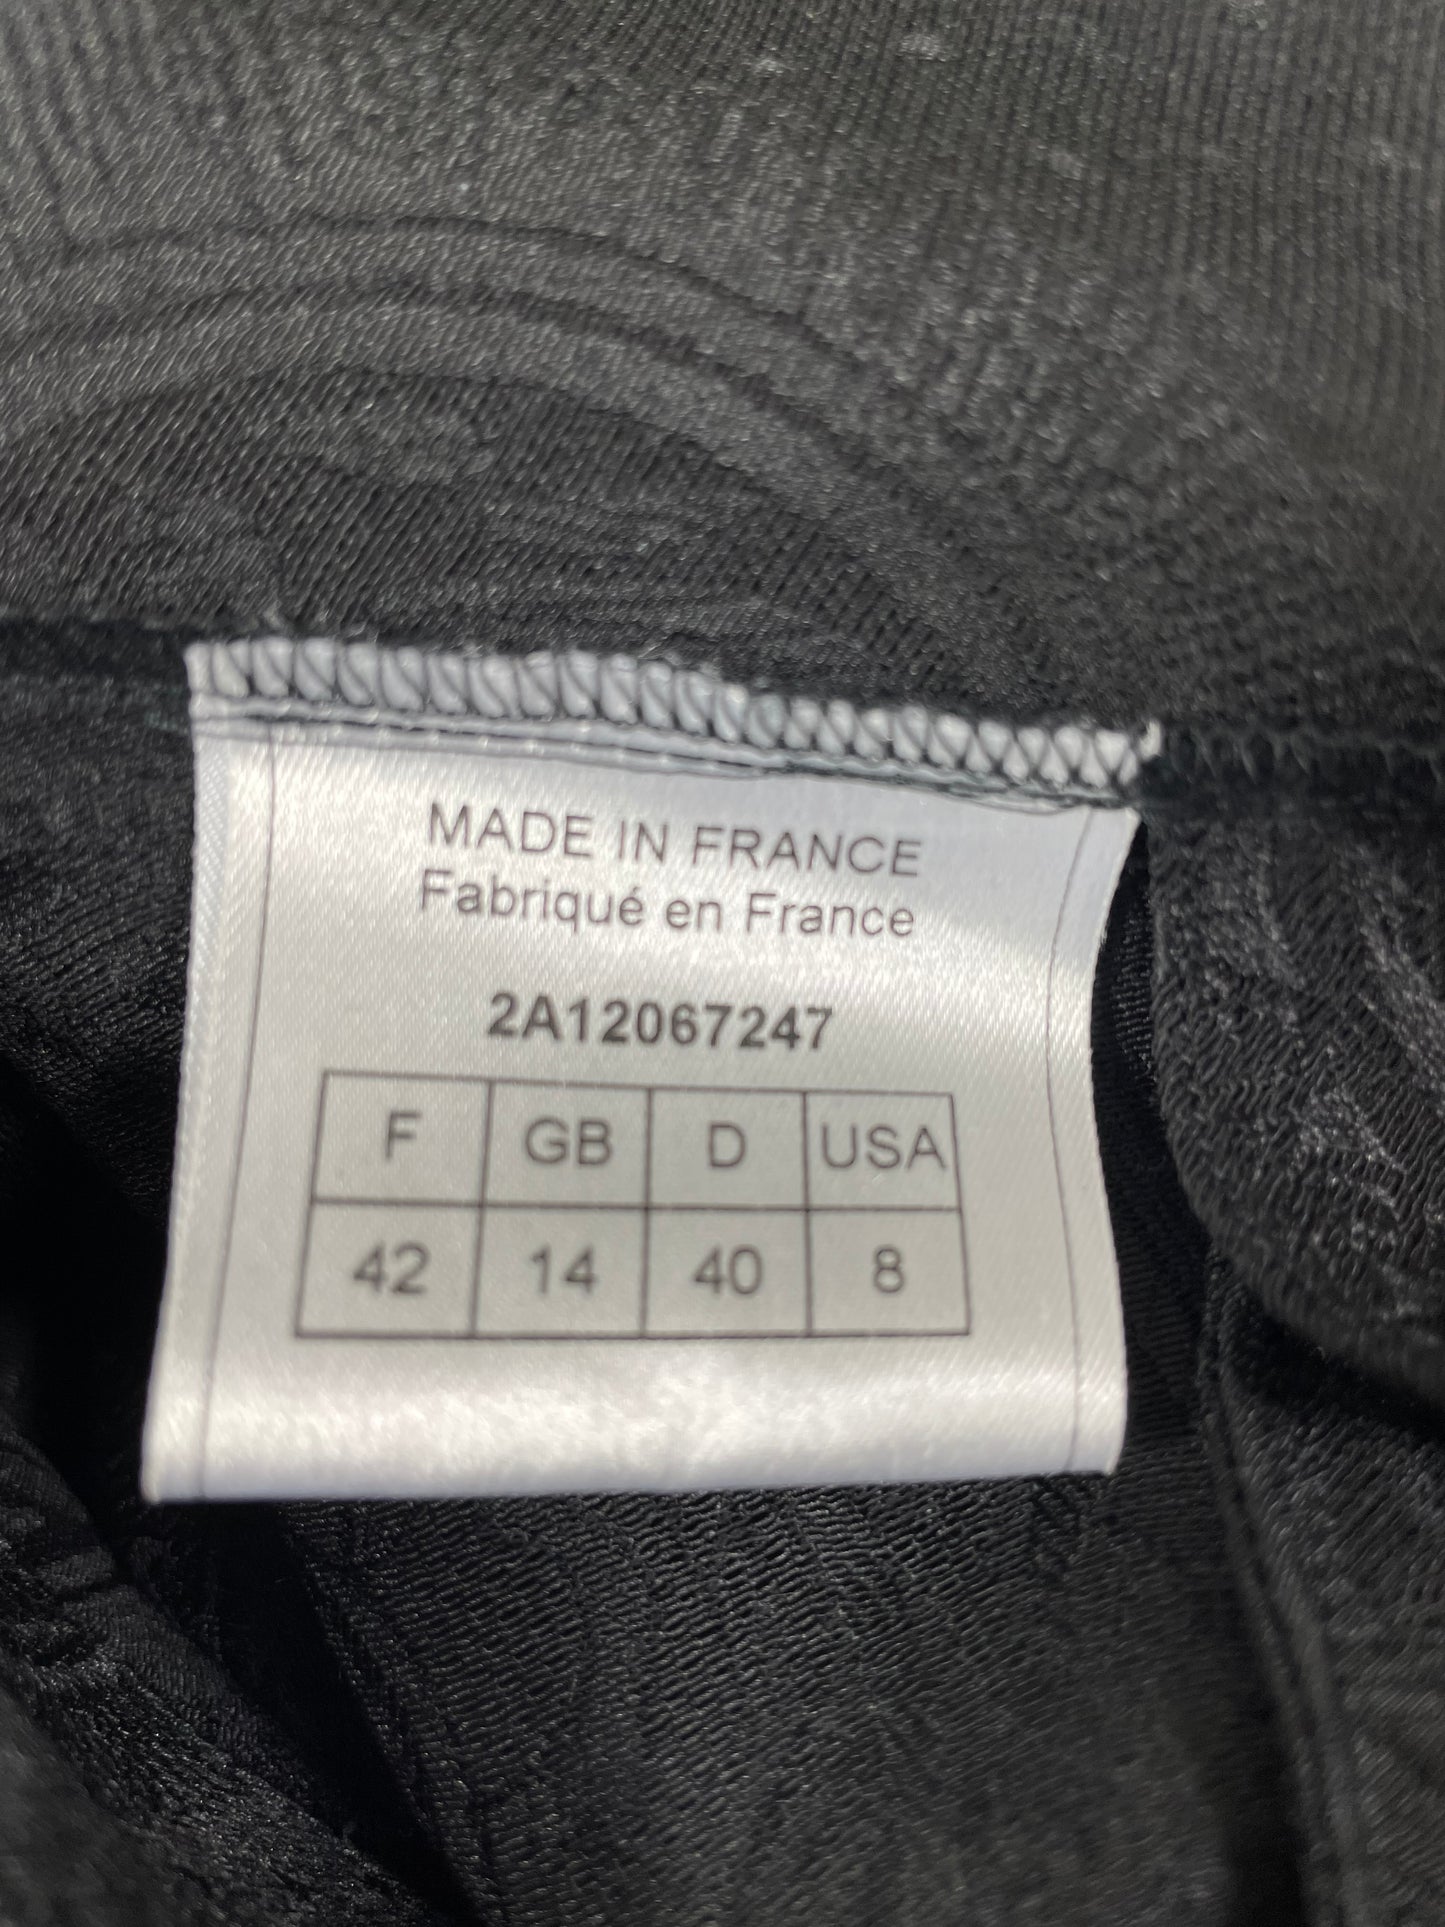 MADE IN FRANCE
Fabriqué en France
2A12067247
F GB D USA
42 14 40 8